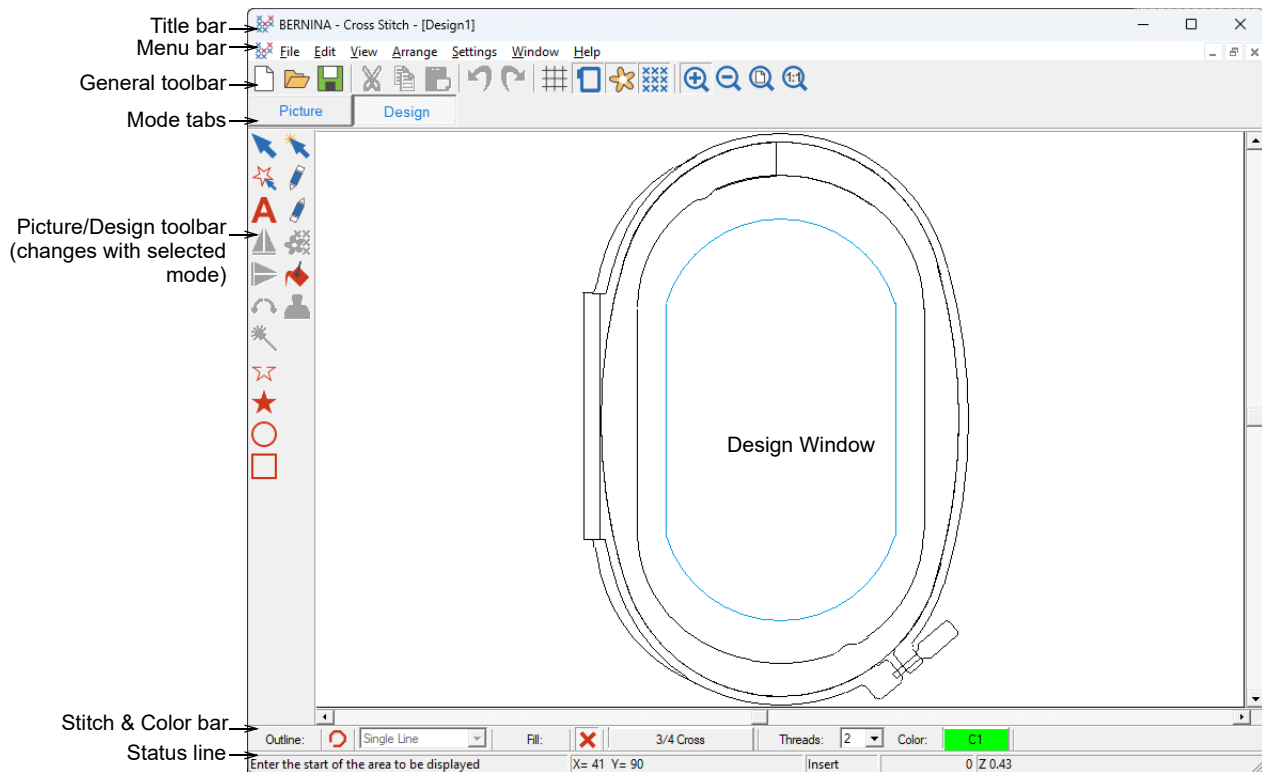 Title bar
BERNINA - Cross Stitch - [Design1]
Menu bar
File Edit View Arrange Settings Window Help
General toolbar
1:1
Mode tabs
Picture Design
A
Picture/Design toolbar
(changes with selected
mode)
Design Window
Stitch & Color bar
Outline: Single Line Fill: 3/4 Cross Threads: 2 Color: C1
Status line
Enter the start of the area to be displayed X= 41 Y= 90 Insert 0 Z 0.43